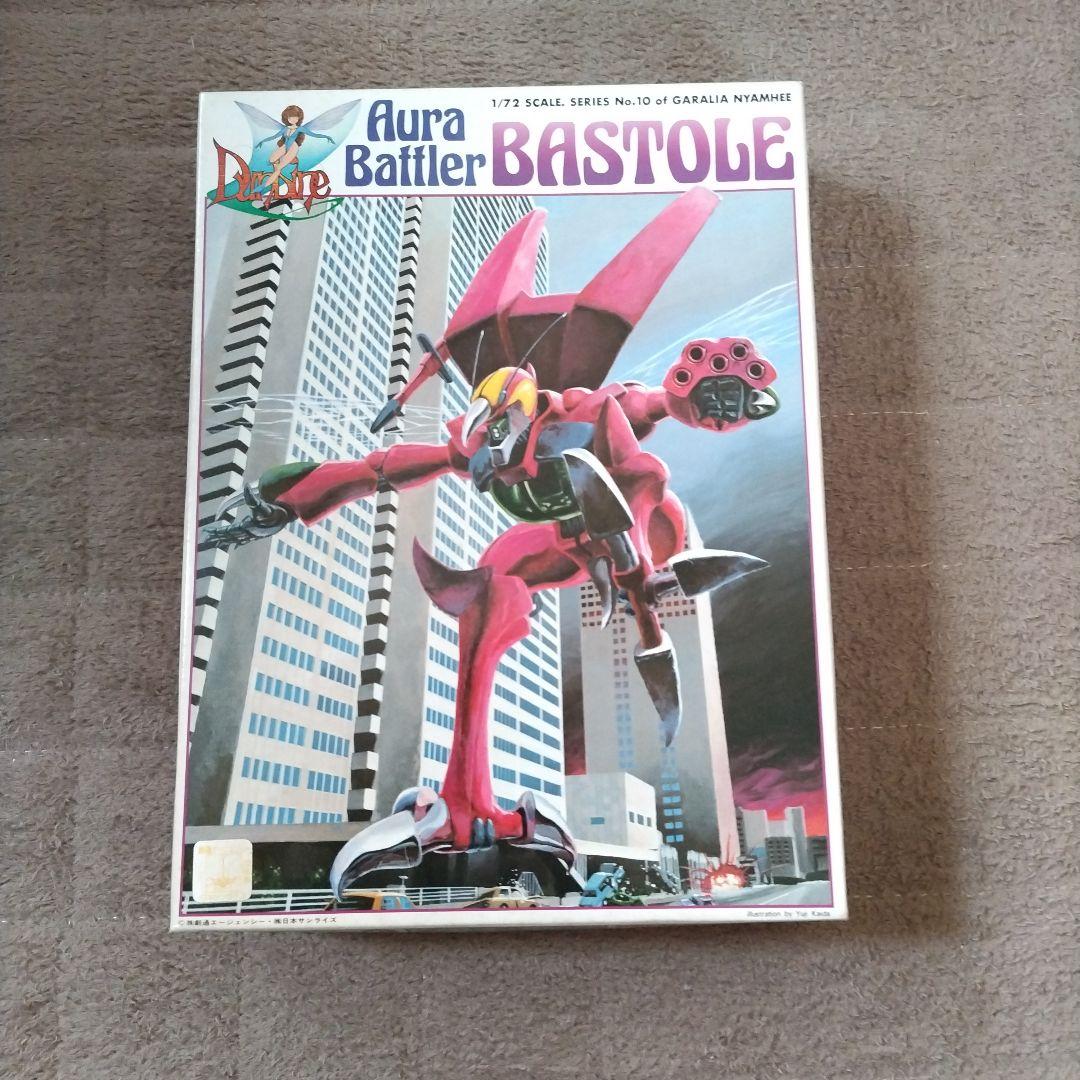 1/72 SCALE. SERIES No.10 of GARALIA NYAMHEE
Dunbine
Aura
Battler
BASTOLE
©㈱創通エージェンシー・㈱日本サンライズ
illustration by Yuji Kaida